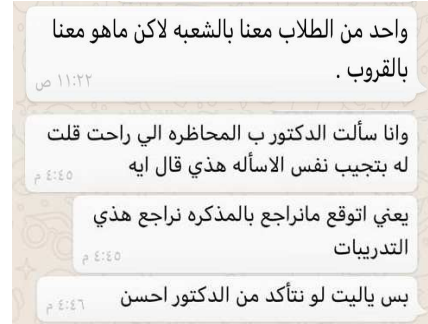 واحد من الطلاب معنا بالشعبه لاكن ماهو معنا
بالقروب .
١١:٢٢ ص
وانا سألت الدكتور ب المحاظره الي راحت قلت
له بتجيب نفس الاسأله هذي قال ايه
٤:٤٥ م
يعني اتوقع مانراجع بالمذكره نراجع هذي
التدريبات
٤:٤٥ م
بس ياليت لو نتأكد من الدكتور احسن
٤:٤٦ م